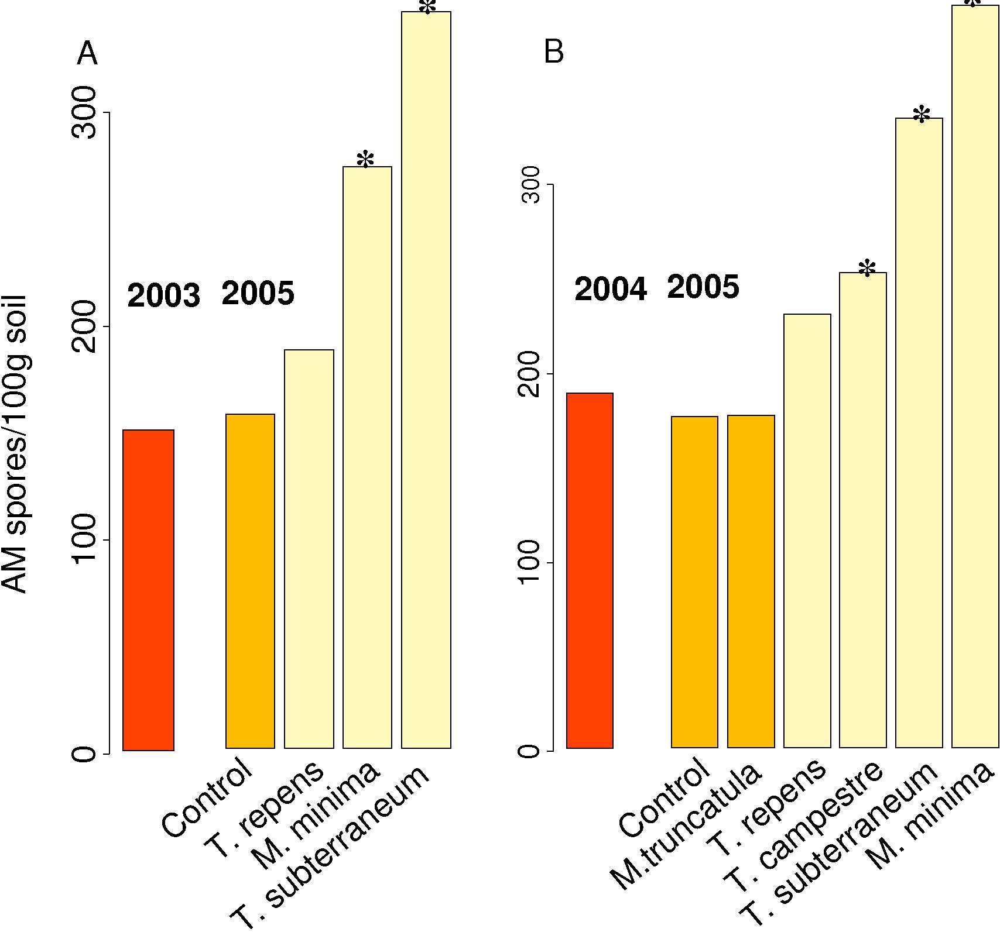 A
AM spores/100g soil
300
200
100
0
2003 2005
*
*
Control
T. repens
M. minima
T. subterraneum
B
300
200
100
0
2004 2005
*
*
*
Control
M.truncatula
T. repens
T. campestre
T. subterraneum
M. minima